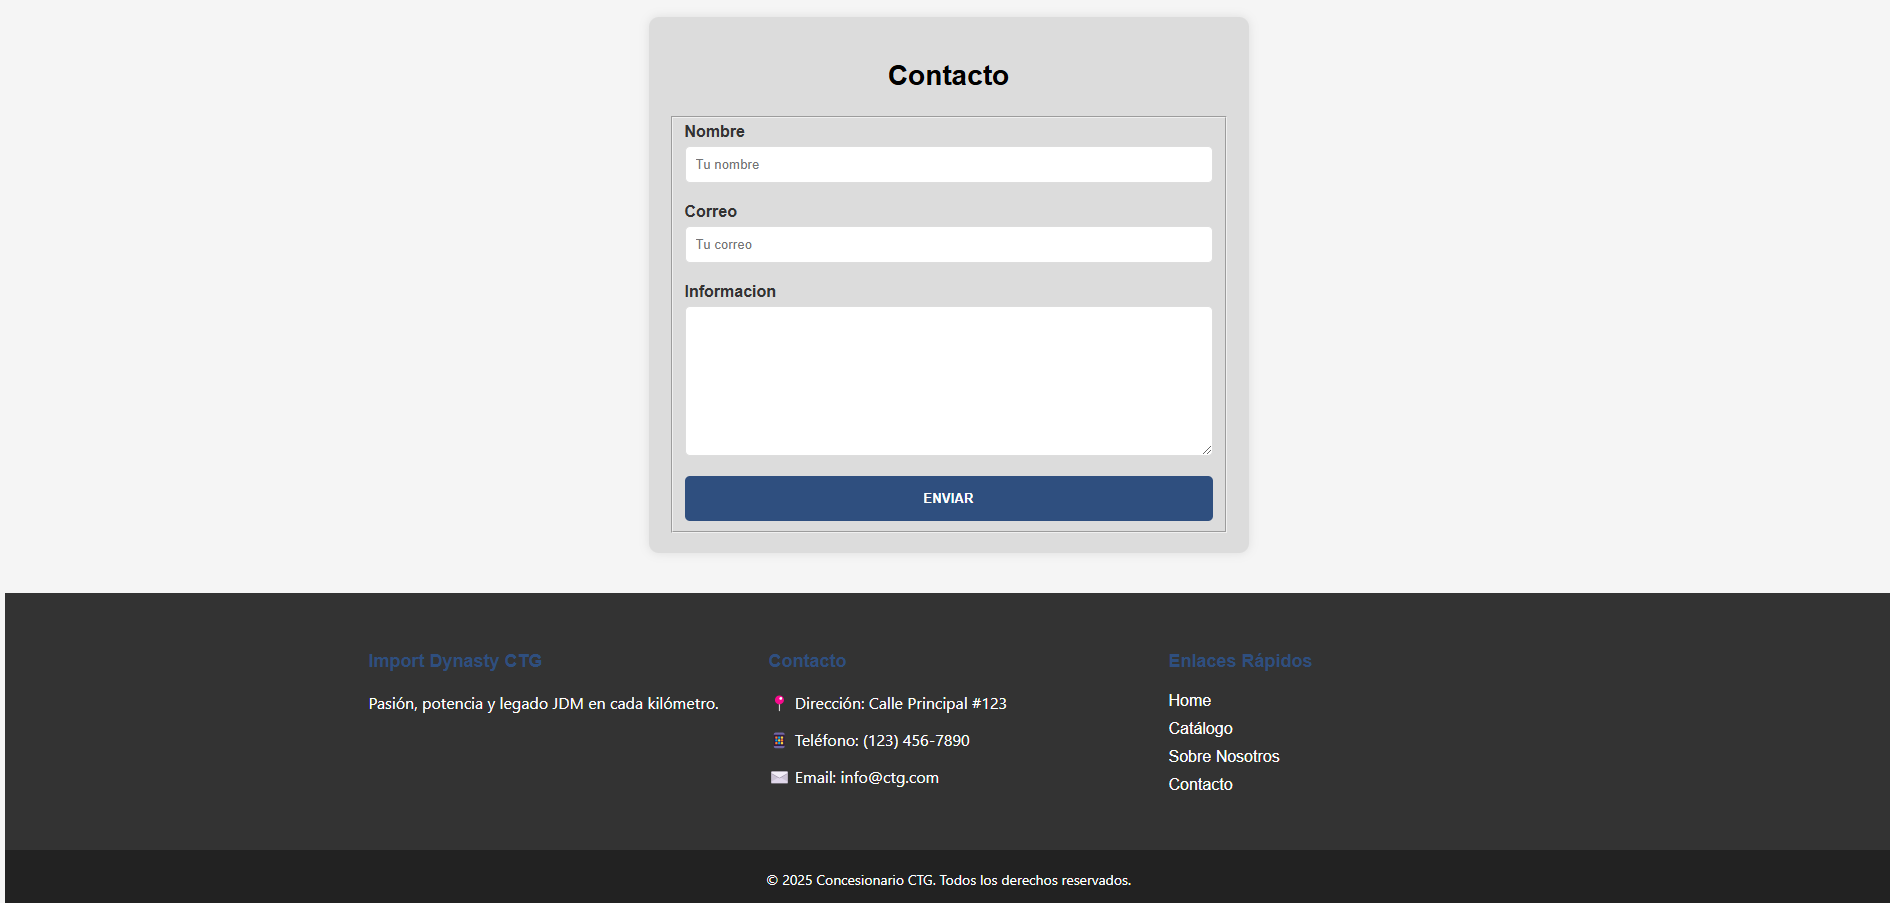 Contacto
Nombre
Tu nombre
Correo
Tu correo
Informacion
ENVIAR
Import Dynasty CTG
Pasión, potencia y legado JDM en cada kilómetro.
Contacto
Dirección: Calle Principal #123
Teléfono: (123) 456-7890
Email: info@ctg.com
Enlaces Rápidos
Home
Catálogo
Sobre Nosotros
Contacto
© 2025 Concesionario CTG. Todos los derechos reservados.